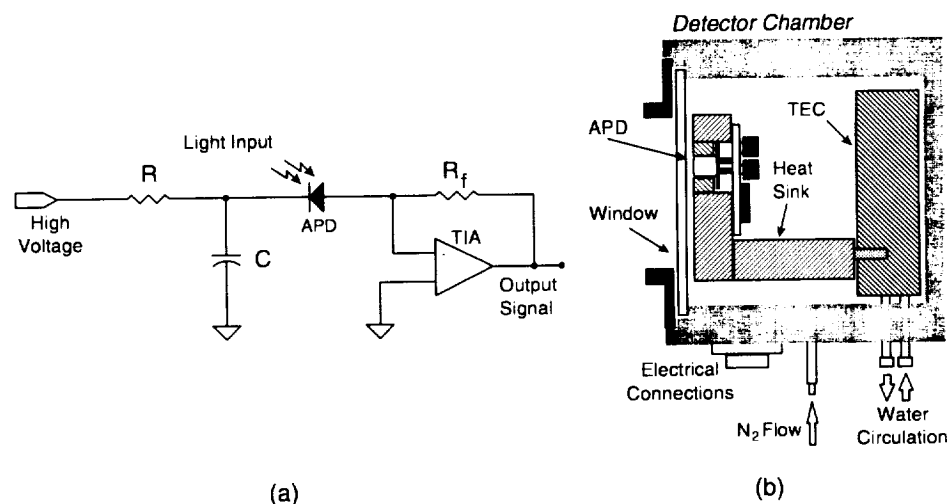 Detector Chamber
Light Input
R
High
Voltage
C
APD
R_f
TIA
Output
Signal
(a)
APD
TEC
Heat
Sink
Window
Electrical
Connections
N₂ Flow
Water
Circulation
(b)